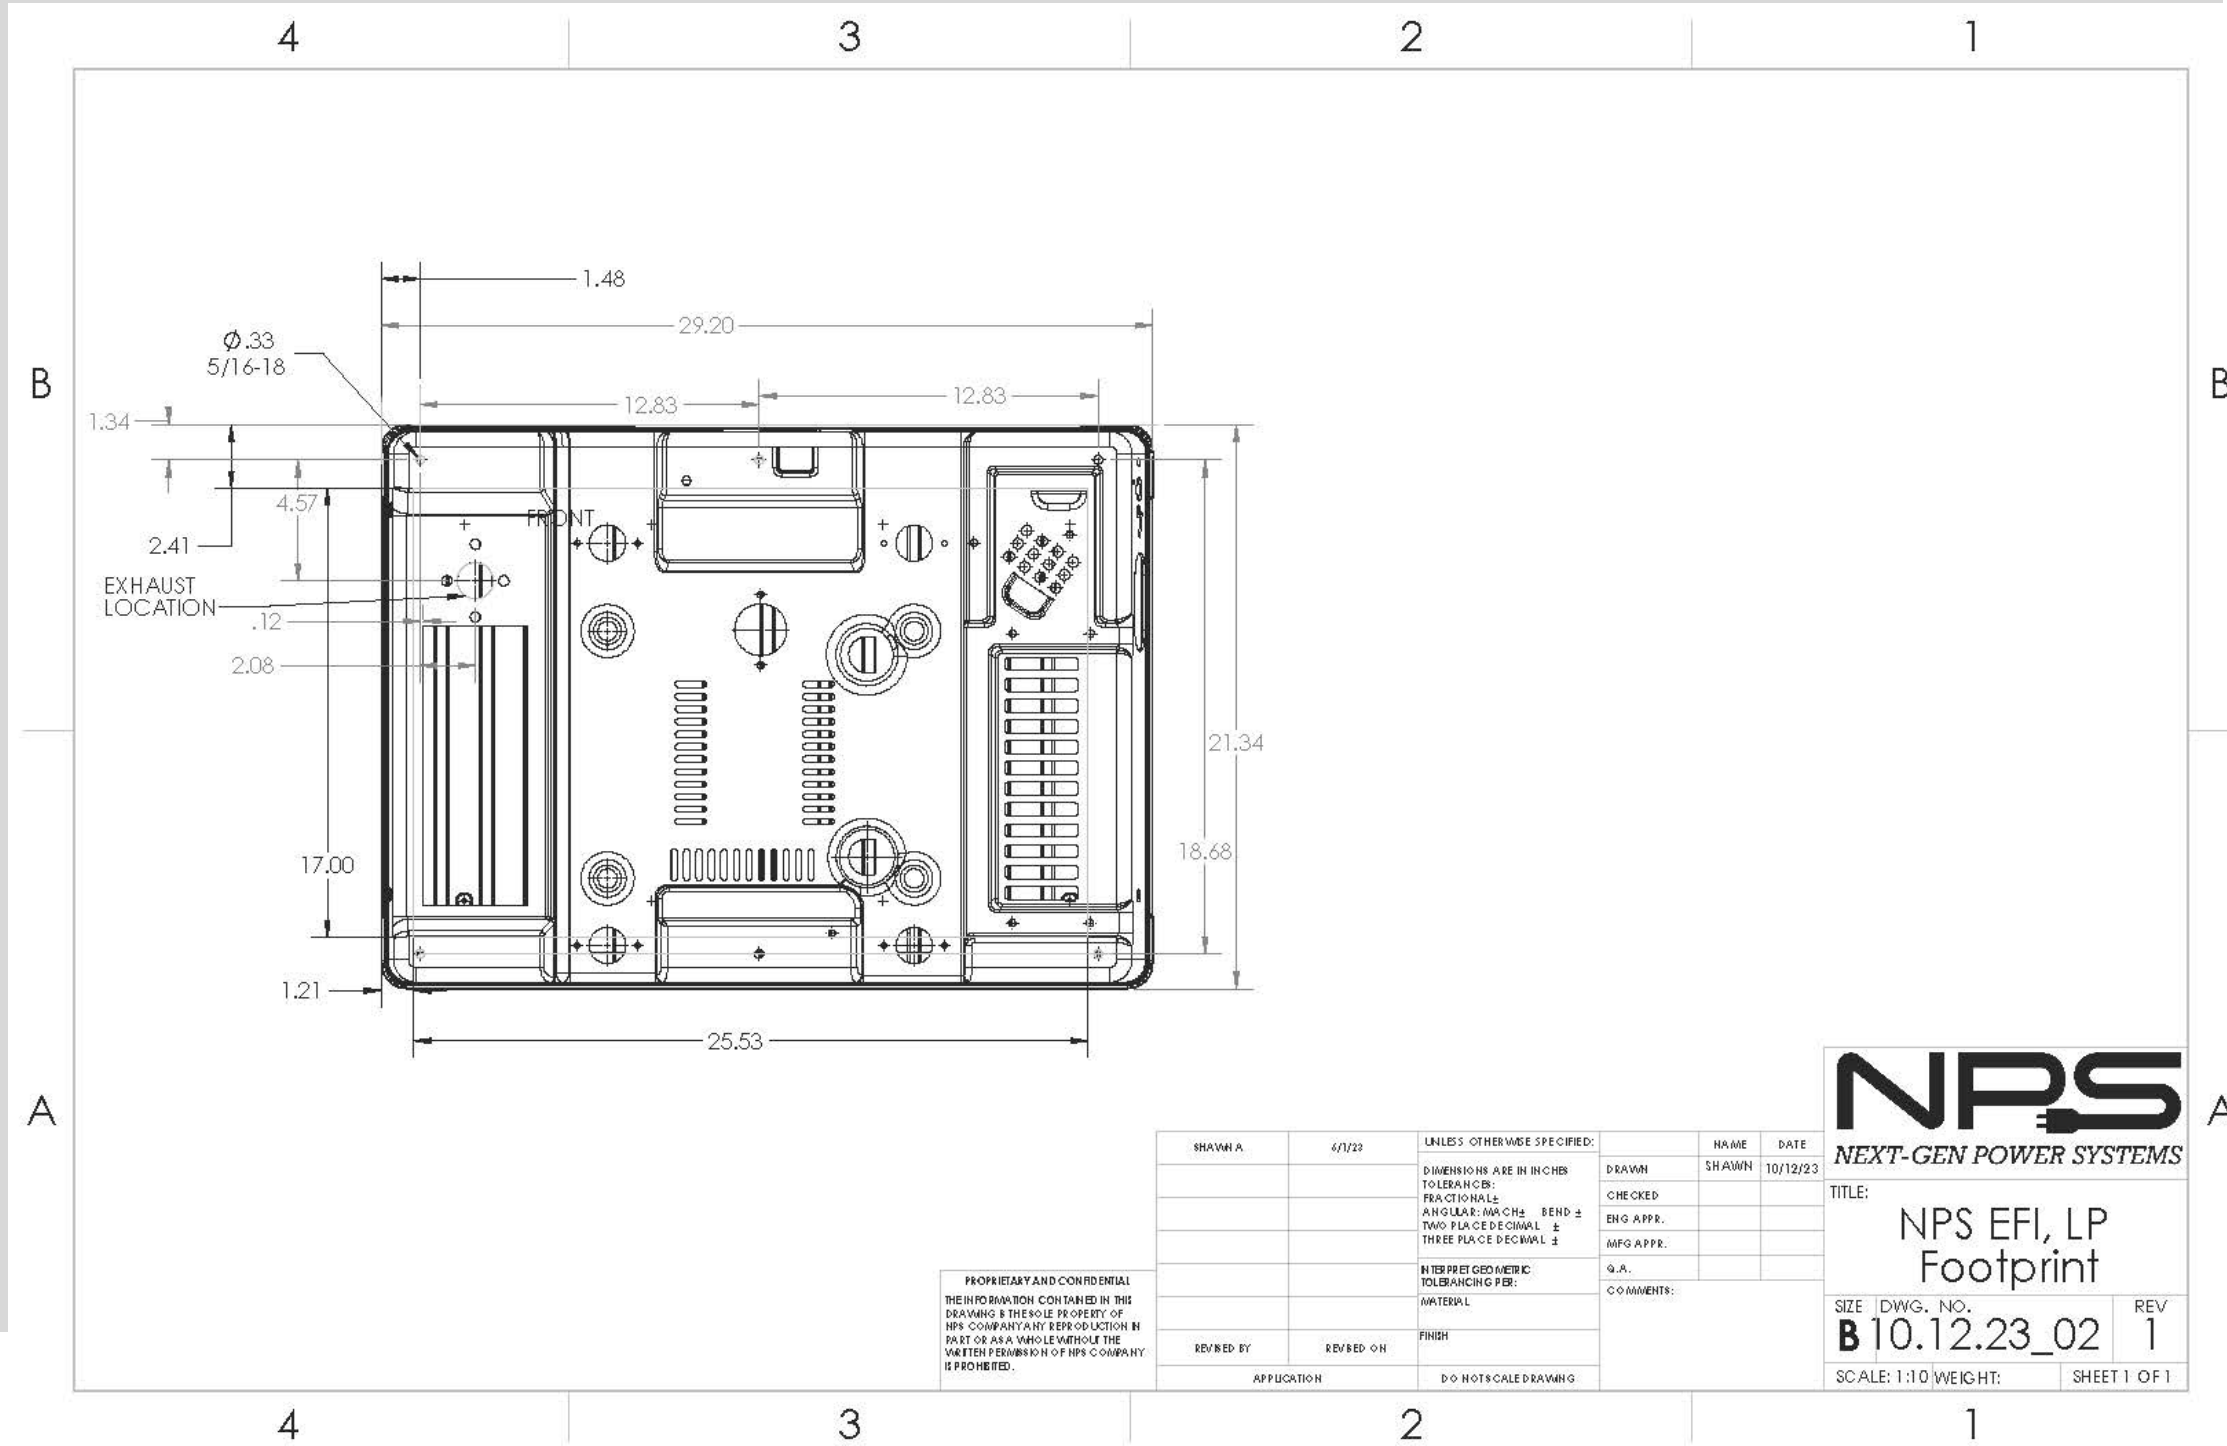 4 3 2 1
1.48
29.20
Ø.33
5/16-18
B B
12.83 12.83
1.34
4.57
FRONT
2.41
EXHAUST
LOCATION
.12
2.08
21.34
17.00
18.68
1.21
25.53
A A
NPS
NEXT-GEN POWER SYSTEMS
SHAWN A 6/1/23
UNLESS OTHERWISE SPECIFIED:
DIMENSIONS ARE IN INCHES
TOLERANCES:
FRACTIONAL±
ANGULAR: MACH± BEND ±
TWO PLACE DECIMAL ±
THREE PLACE DECIMAL ±
INTERPRET GEOMETRIC
TOLERANCING PER:
MATERIAL
FINISH
DO NOT SCALE DRAWING
NAME DATE
DRAWN SHAWN 10/12/23
CHECKED
ENG APPR.
MFG APPR.
Q.A.
COMMENTS:
REVISED BY REVISED ON
APPLICATION
PROPRIETARY AND CONFIDENTIAL
THE INFORMATION CONTAINED IN THIS
DRAWING IS THE SOLE PROPERTY OF
NPS COMPANY ANY REPRODUCTION IN
PART OR AS A WHOLE WITHOUT THE
WRITTEN PERMISSION OF NPS COMPANY
IS PROHIBITED.
TITLE:
NPS EFI, LP
Footprint
SIZE DWG. NO. REV
B 10.12.23_02 1
SCALE: 1:10 WEIGHT: SHEET 1 OF 1
4 3 2 1